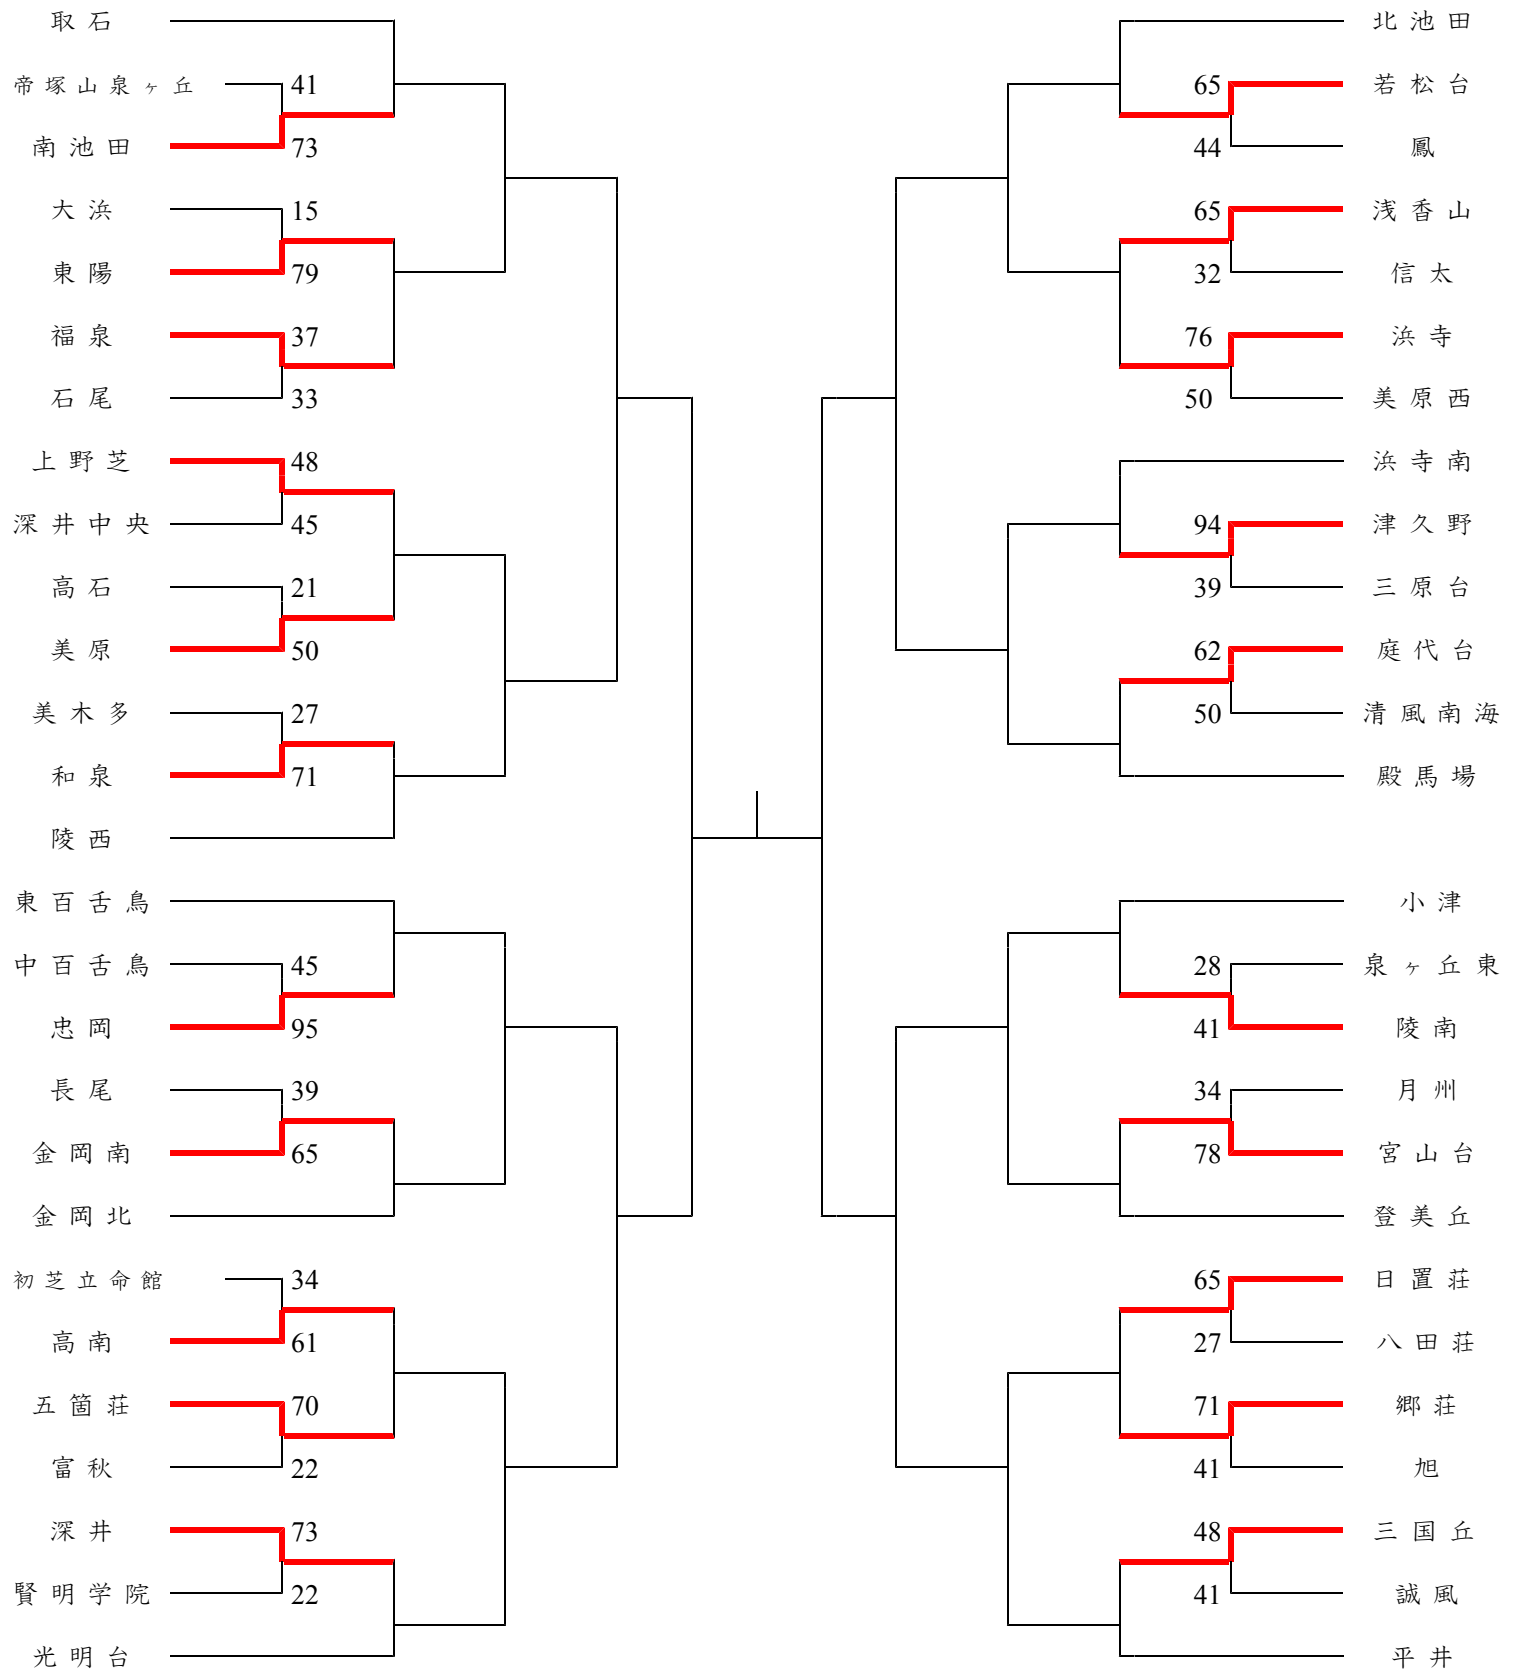 取石
帝塚山泉ヶ丘 41
南池田 73
大浜 15
東陽 79
福泉 37
石尾 33
上野芝 48
深井中央 45
高石 21
美原 50
美木多 27
和泉 71
陵西
東百舌鳥
中百舌鳥 45
忠岡 95
長尾 39
金岡南 65
金岡北
初芝立命館 34
高南 61
五箇荘 70
富秋 22
深井 73
賢明学院 22
光明台
北池田
65 若松台
44 鳳
65 浅香山
32 信太
76 浜寺
50 美原西
浜寺南
94 津久野
39 三原台
62 庭代台
50 清風南海
殿馬場
小津
28 泉ヶ丘東
41 陵南
34 月州
78 宮山台
登美丘
65 日置荘
27 八田荘
71 郷荘
41 旭
48 三国丘
41 誠風
平井